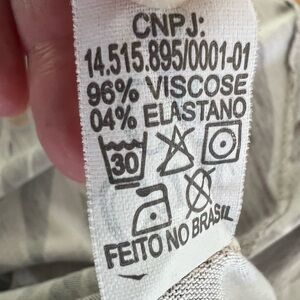 CNPJ:
14.515.895/0001-01
96% VISCOSE
04% ELASTANO
30
FEITO NO BRASIL